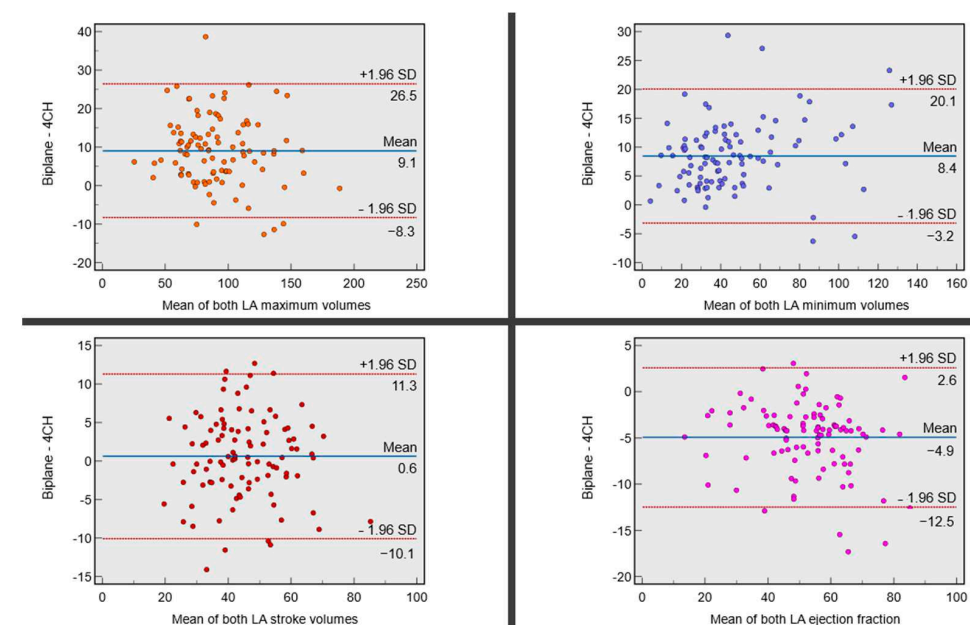 40
30
20
10
0
-10
-20
Biplane - 4CH
+1.96 SD
26.5
Mean
9.1
- 1.96 SD
−8.3
0 50 100 150 200 250
Mean of both LA maximum volumes
30
25
20
15
10
5
0
-5
-10
Biplane - 4CH
+1.96 SD
20.1
Mean
8.4
- 1.96 SD
−3.2
0 20 40 60 80 100 120 140 160
Mean of both LA minimum volumes
15
10
5
0
-5
-10
-15
Biplane - 4CH
+1.96 SD
11.3
Mean
0.6
- 1.96 SD
−10.1
0 20 40 60 80 100
Mean of both LA stroke volumes
5
0
-5
-10
-15
-20
Biplane - 4CH
+1.96 SD
2.6
Mean
−4.9
- 1.96 SD
−12.5
0 20 40 60 80 100
Mean of both LA ejection fraction